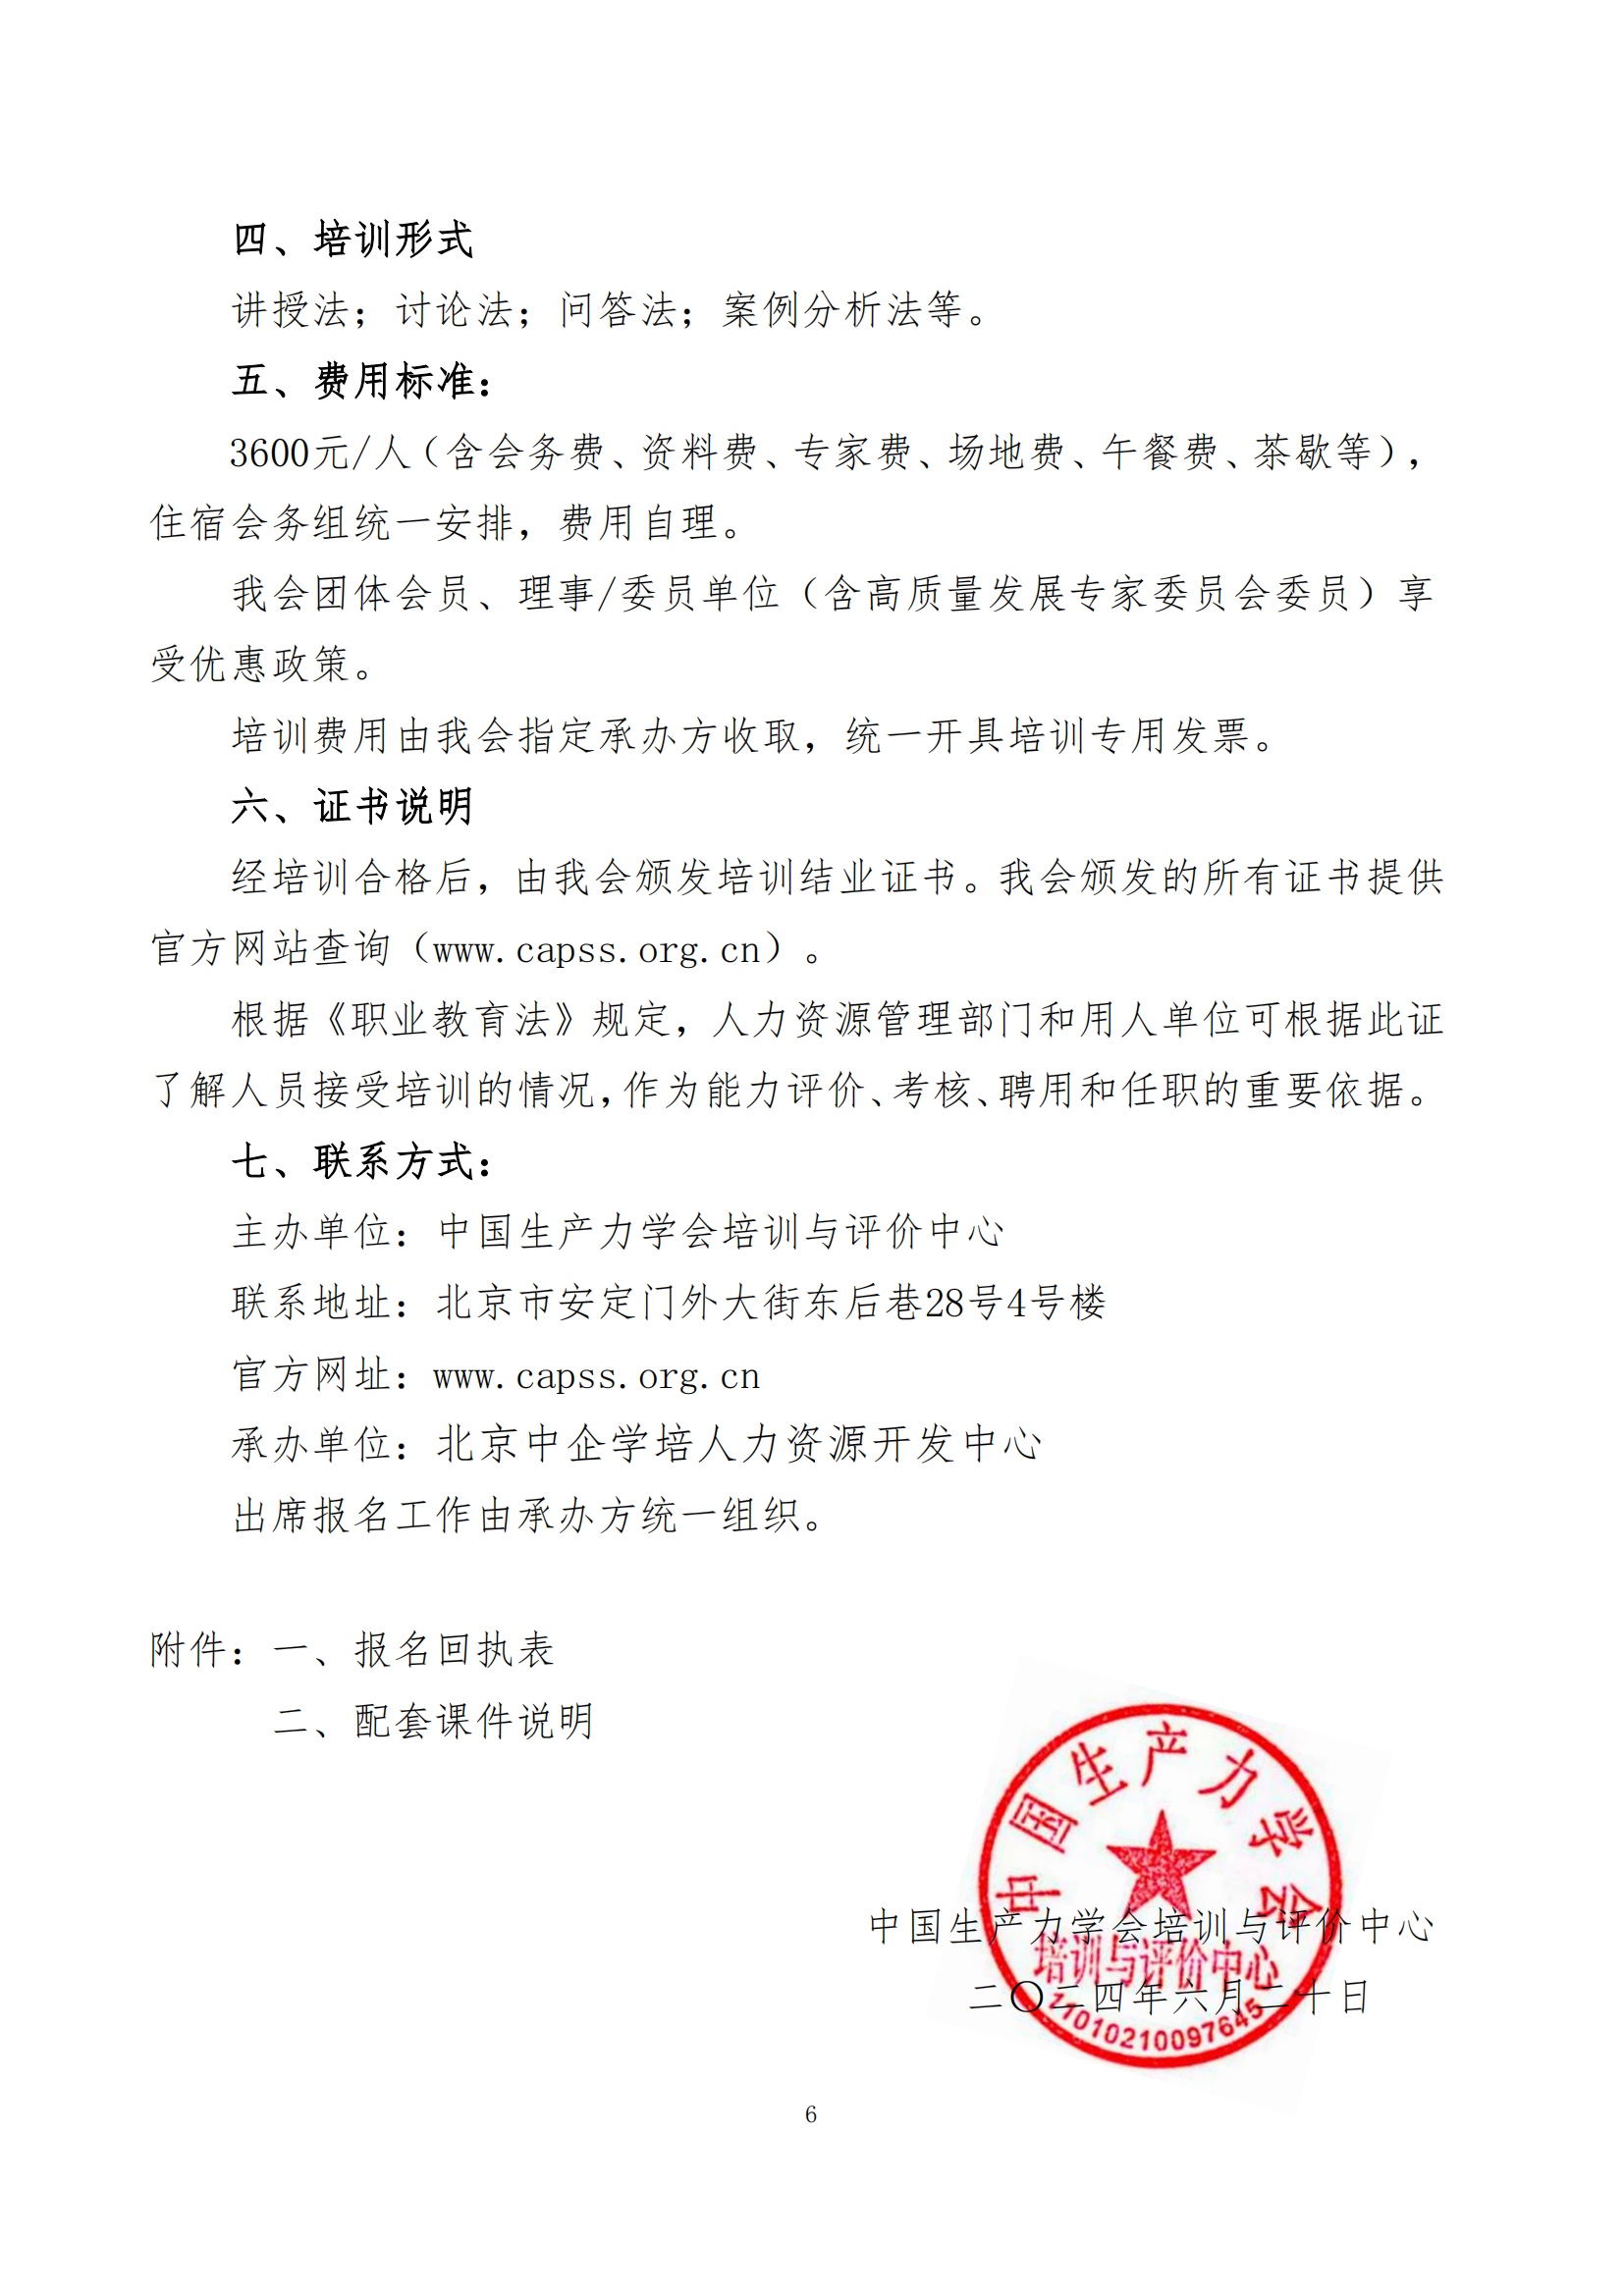 四、培训形式
讲授法；讨论法；问答法；案例分析法等。
五、费用标准：
3600元/人（含会务费、资料费、专家费、场地费、午餐费、茶歇等），
住宿会务组统一安排，费用自理。
我会团体会员、理事/委员单位（含高质量发展专家委员会委员）享
受优惠政策。
培训费用由我会指定承办方收取，统一开具培训专用发票。
六、证书说明
经培训合格后，由我会颁发培训结业证书。我会颁发的所有证书提供
官方网站查询（www.capss.org.cn）。
根据《职业教育法》规定，人力资源管理部门和用人单位可根据此证
了解人员接受培训的情况，作为能力评价、考核、聘用和任职的重要依据。
七、联系方式：
主办单位：中国生产力学会培训与评价中心
联系地址：北京市安定门外大街东后巷28号4号楼
官方网址：www.capss.org.cn
承办单位：北京中企学培人力资源开发中心
出席报名工作由承办方统一组织。
附件：一、报名回执表
二、配套课件说明
中国生产力学会
中国生产力学会培训与评价中心
培训与评价中心
二〇二四年六月二十日
11010210097645
6